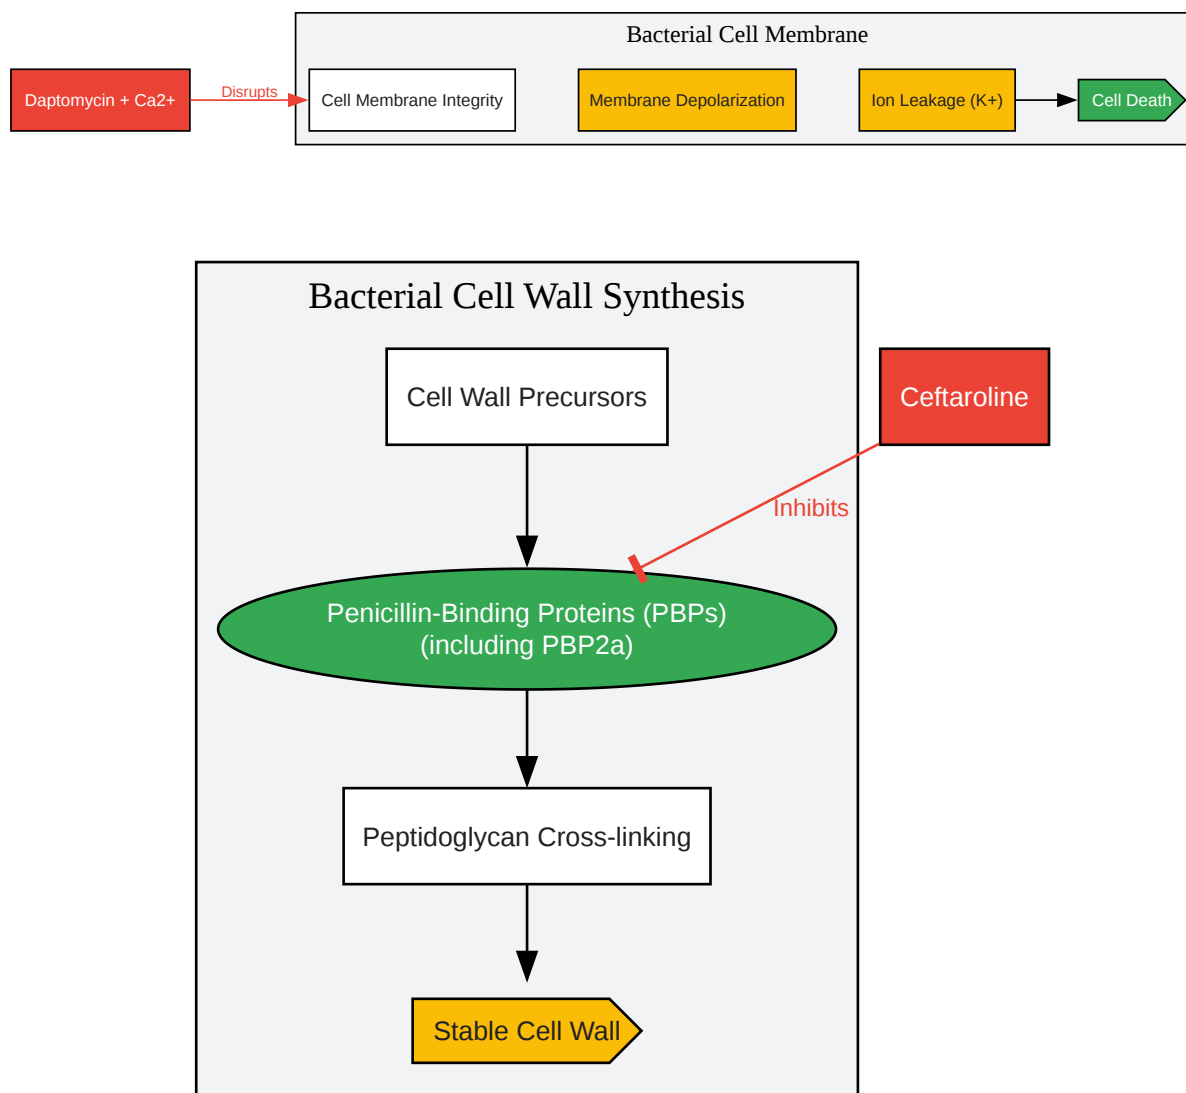 Bacterial Cell Membrane
Daptomycin + Ca2+
Disrupts
Cell Membrane Integrity
Membrane Depolarization
Ion Leakage (K+)
Cell Death
Bacterial Cell Wall Synthesis
Cell Wall Precursors
Ceftaroline
Inhibits
Penicillin-Binding Proteins (PBPs)
(including PBP2a)
Peptidoglycan Cross-linking
Stable Cell Wall